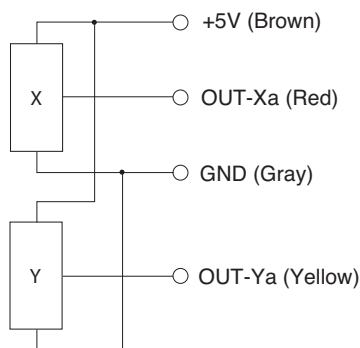 +5V (Brown)
X
OUT-Xa (Red)
GND (Gray)
Y
OUT-Ya (Yellow)